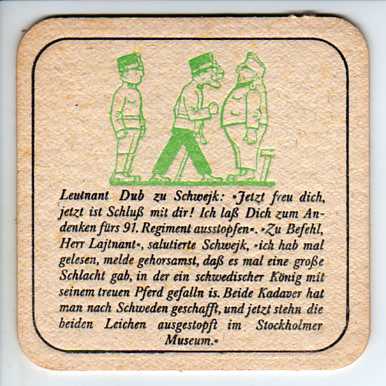 Leutnant Dub zu Schwejk: »Jetzt freu dich,
jetzt ist Schluß mit dir! Ich laß Dich zum An-
denken fürs 91. Regiment ausstopfen«. »Zu Befehl,
Herr Lajtnant«, salutierte Schwejk, »ich hab mal
gelesen, melde gehorsamst, daß es mal eine große
Schlacht gab, in der ein schwedischer König mit
seinem treuen Pferd gefalln is. Beide Kadaver hat
man nach Schweden geschafft, und jetzt stehn die
beiden Leichen ausgestopft im Stockholmer
Museum.«